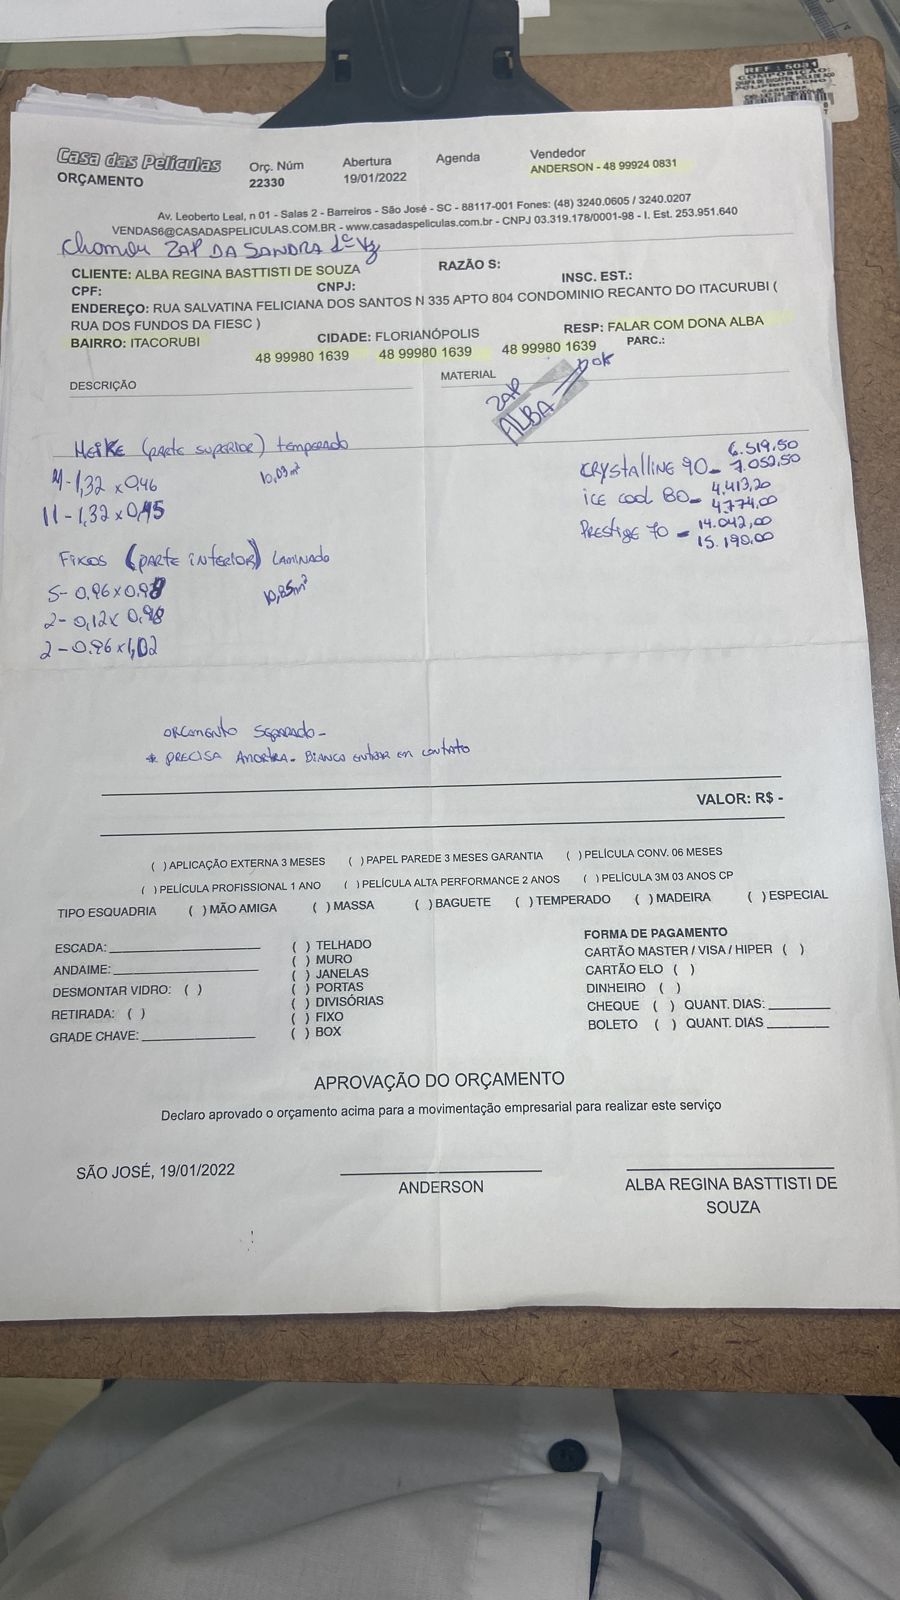 REF : 5031
COMPOSIÇÃO:
Casa das Películas
ORÇAMENTO
Orç. Núm
22330
Abertura
19/01/2022
Agenda
Vendedor
ANDERSON - 48 99924 0831
Av. Leoberto Leal, n 01 - Salas 2 - Barreiros - São José - SC - 88117-001 Fones: (48) 3240.0605 / 3240.0207
VENDAS6@CASADASPELICULAS.COM.BR - www.casadaspeliculas.com.br - CNPJ 03.319.178/0001-98 - I. Est. 253.951.640
Chamou ZAP DA SANDRA 1ª Vz
CLIENTE: ALBA REGINA BASTTISTI DE SOUZA
RAZÃO S:
CPF:
CNPJ:
INSC. EST.:
ENDEREÇO: RUA SALVATINA FELICIANA DOS SANTOS N 335 APTO 804 CONDOMINIO RECANTO DO ITACURUBI (
RUA DOS FUNDOS DA FIESC )
BAIRRO: ITACORUBI
CIDADE: FLORIANÓPOLIS
RESP: FALAR COM DONA ALBA
48 99980 1639 48 99980 1639 48 99980 1639
PARC.:
DESCRIÇÃO
MATERIAL
ZAP
ALBA
(parte superior) temperado
10,09m²
1,32 x 0,46
11 - 1,32 x 0,45
Fixos (parte inferior) Laminado
10,85m²
5 - 0,96 x 0,98
2 - 0,12 x 0,98
2 - 0,96 x 1,02
6.519,50
CRYstalline 90 - 7.052,50
4.413,20
ice cool 80 - 4.774,00
14.042,00
Prestige 70 - 15.190,00
orçamento separado -
* PRECISA Amostra - Bianco entrar em contato
VALOR: R$ -
( ) APLICAÇÃO EXTERNA 3 MESES ( ) PAPEL PAREDE 3 MESES GARANTIA ( ) PELÍCULA CONV. 06 MESES
( ) PELÍCULA PROFISSIONAL 1 ANO ( ) PELÍCULA ALTA PERFORMANCE 2 ANOS ( ) PELÍCULA 3M 03 ANOS CP
TIPO ESQUADRIA ( ) MÃO AMIGA ( ) MASSA ( ) BAGUETE ( ) TEMPERADO ( ) MADEIRA ( ) ESPECIAL
ESCADA:
ANDAIME:
DESMONTAR VIDRO: ( )
RETIRADA: ( )
GRADE CHAVE:
( ) TELHADO
( ) MURO
( ) JANELAS
( ) PORTAS
( ) DIVISÓRIAS
( ) FIXO
( ) BOX
FORMA DE PAGAMENTO
CARTÃO MASTER / VISA / HIPER ( )
CARTÃO ELO ( )
DINHEIRO ( )
CHEQUE ( ) QUANT. DIAS:
BOLETO ( ) QUANT. DIAS
APROVAÇÃO DO ORÇAMENTO
Declaro aprovado o orçamento acima para a movimentação empresarial para realizar este serviço
SÃO JOSÉ, 19/01/2022
ANDERSON
ALBA REGINA BASTTISTI DE
SOUZA